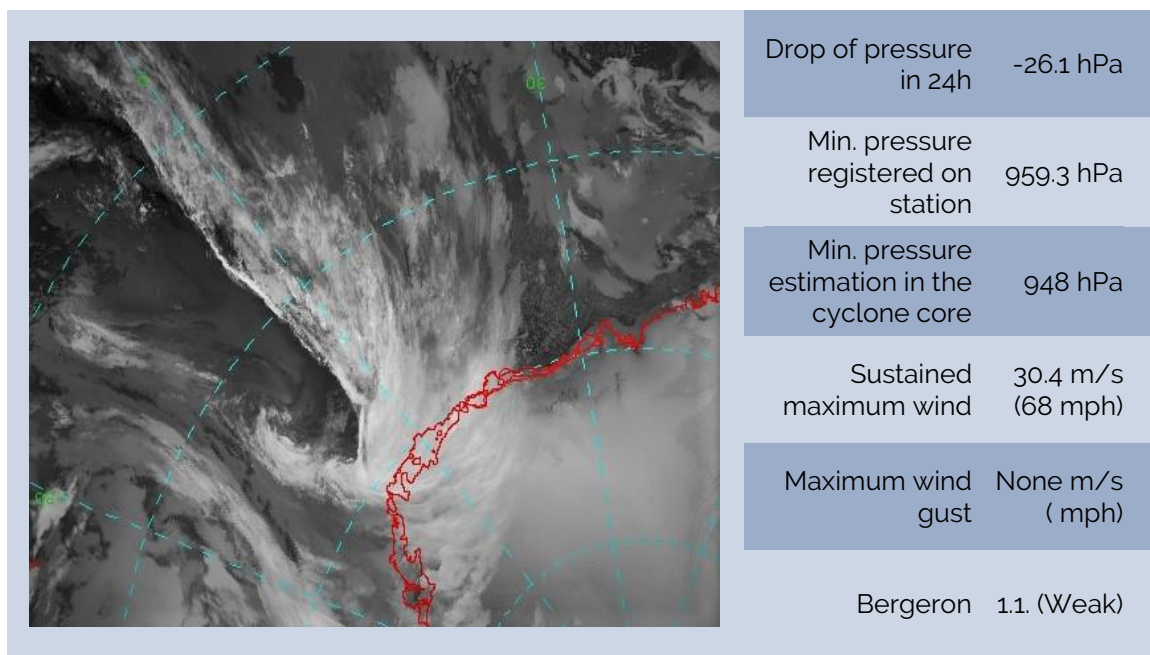 0
30
Drop of pressure
in 24h
-26.1 hPa
Min. pressure
registered on
station
959.3 hPa
Min. pressure
estimation in the
cyclone core
948 hPa
Sustained
maximum wind
30.4 m/s
(68 mph)
Maximum wind
gust
None m/s
( mph)
Bergeron
1.1. (Weak)